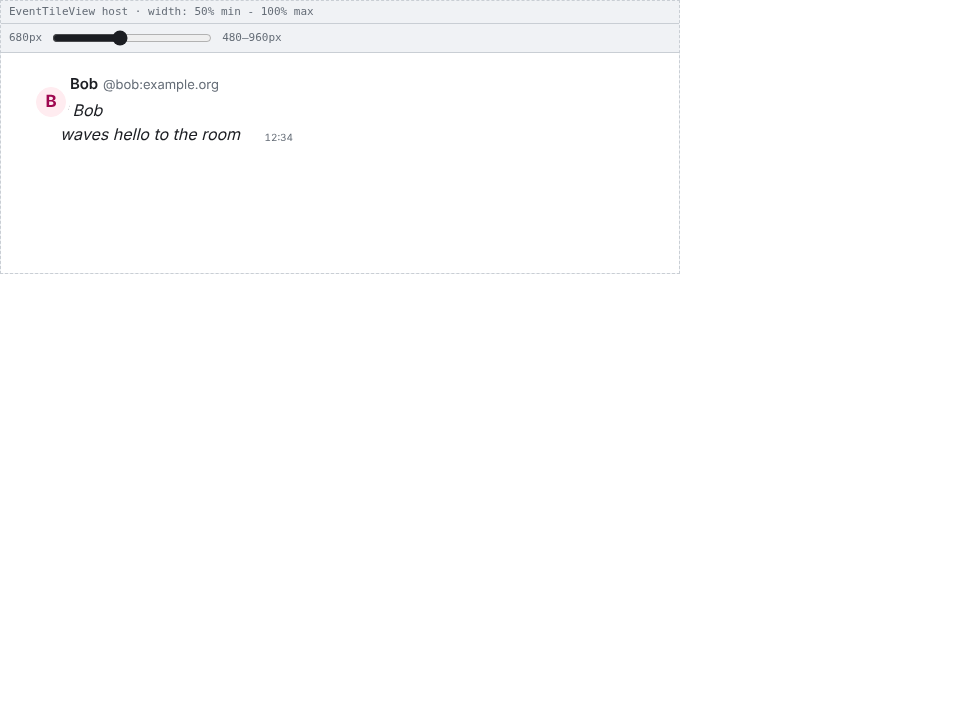 EventTileView host · width: 50% min - 100% max
680px 480–960px
Bob @bob:example.org
B
Bob
waves hello to the room 12:34